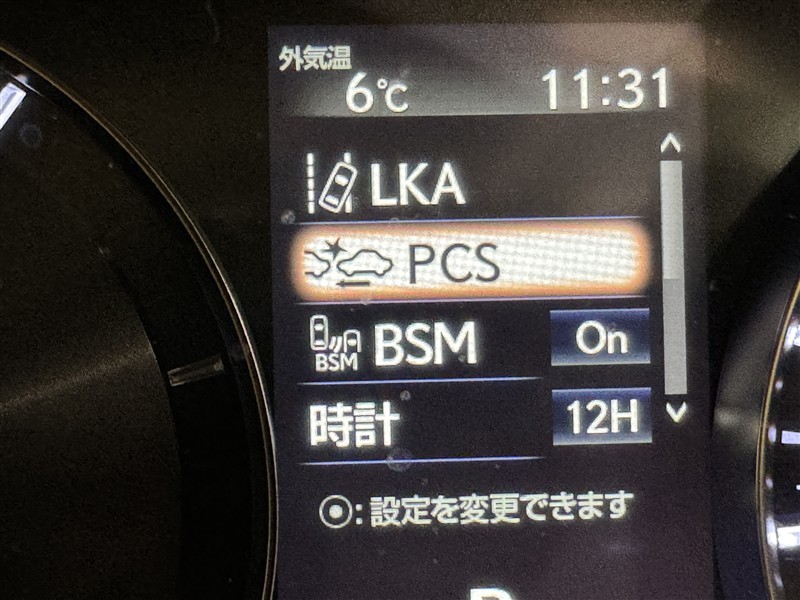 外気温
6℃ 11:31
LKA
PCS
BSM BSM On
時計 12H
⦿:設定を変更できます